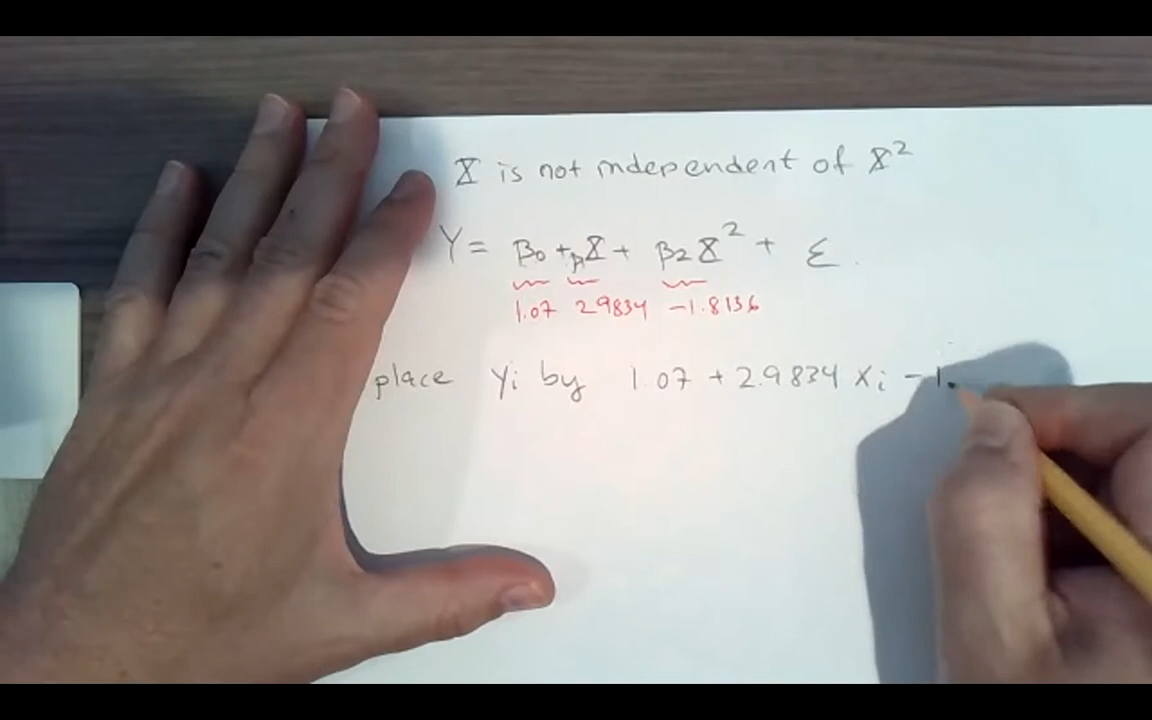 X is not independent of X²
Y = β₀ + βX + β₂X² + ε.
1.07 2.9834 -1.8136
place Yi by 1.07 + 2.9834 Xi - 1.